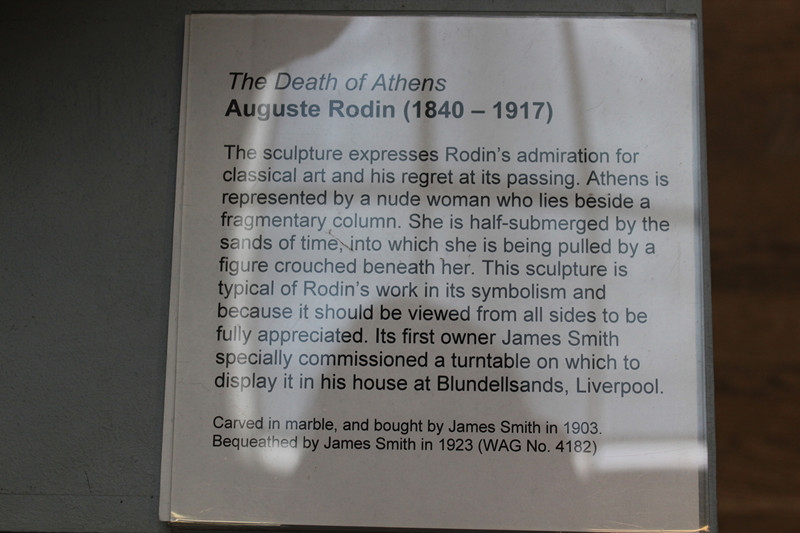 The Death of Athens
Auguste Rodin (1840 – 1917)
The sculpture expresses Rodin's admiration for
classical art and his regret at its passing. Athens is
represented by a nude woman who lies beside a
fragmentary column. She is half-submerged by the
sands of time, into which she is being pulled by a
figure crouched beneath her. This sculpture is
typical of Rodin's work in its symbolism and
because it should be viewed from all sides to be
fully appreciated. Its first owner James Smith
specially commissioned a turntable on which to
display it in his house at Blundellsands, Liverpool.
Carved in marble, and bought by James Smith in 1903.
Bequeathed by James Smith in 1923 (WAG No. 4182)